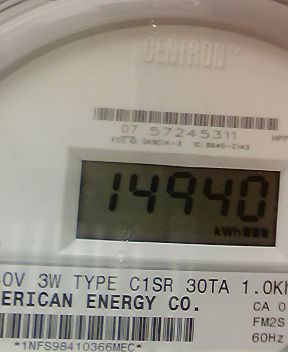 CENTRON®
07 57245311
14940
kWh
0V 3W TYPE C1SR 30TA 1.0Kh
ERICAN ENERGY CO.
CA 0
FM2S
60Hz
*1NFS98410366MEC*